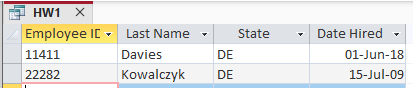 HW1
Employee ID Last Name State Date Hired
11411 Davies DE 01-Jun-18
22282 Kowalczyk DE 15-Jul-09